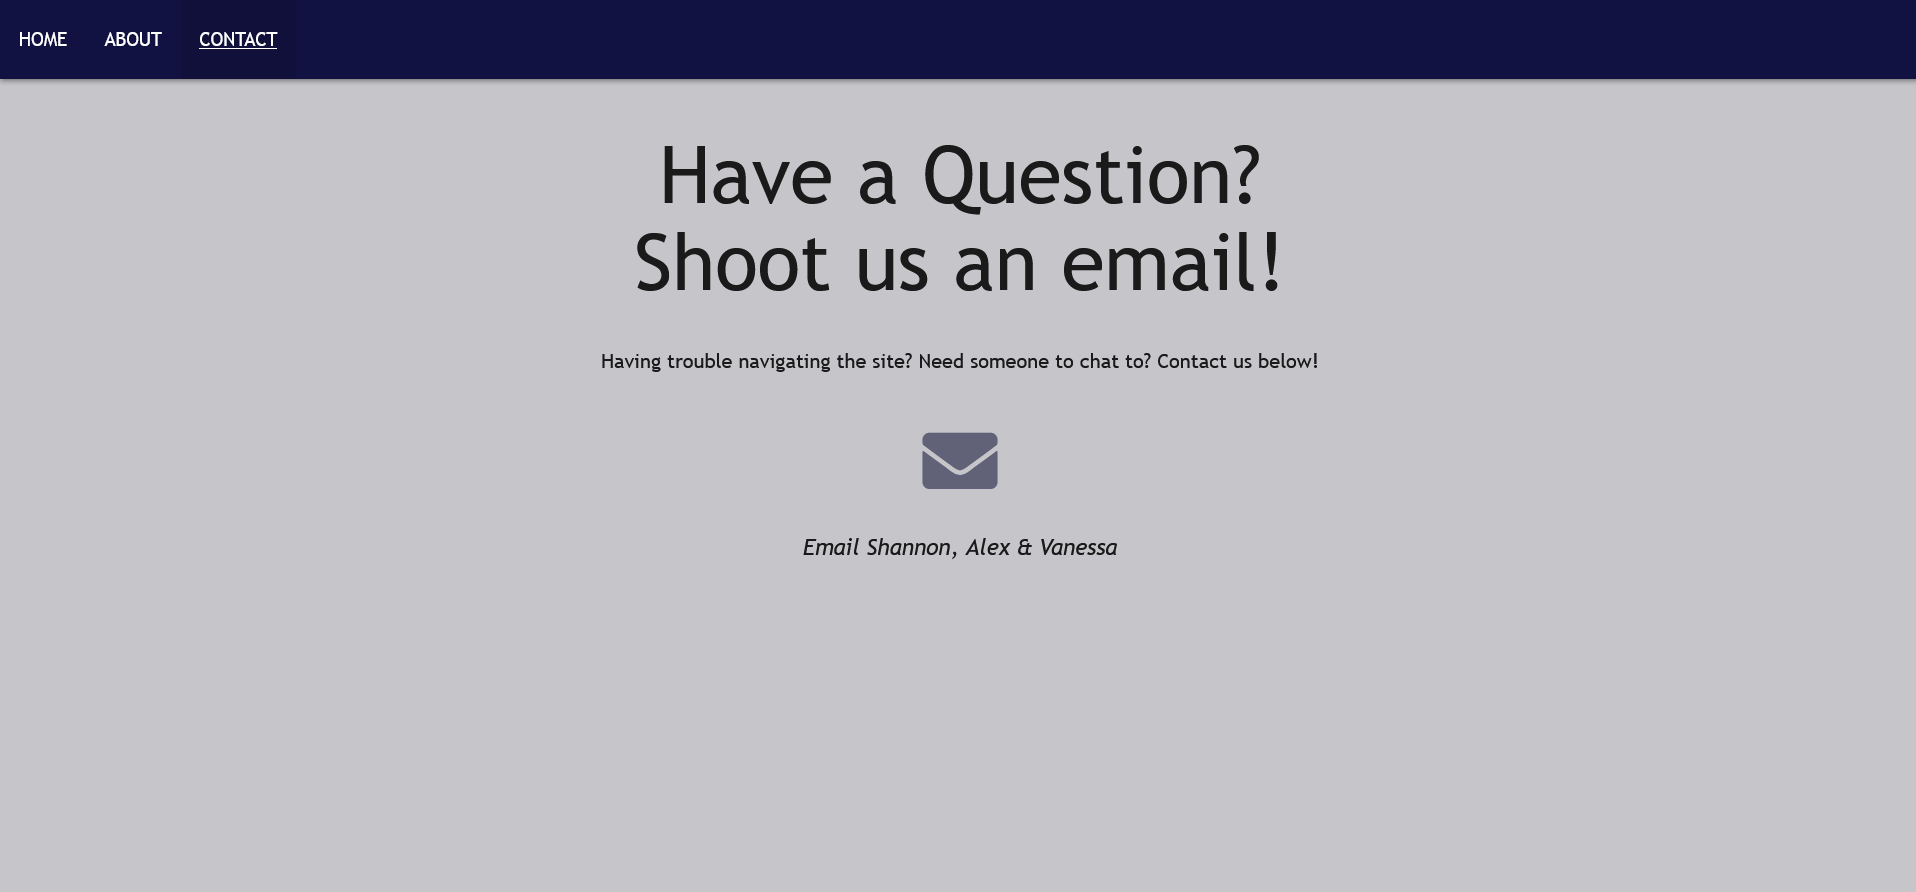 HOME ABOUT CONTACT
Have a Question?
Shoot us an email!
Having trouble navigating the site? Need someone to chat to? Contact us below!
Email Shannon, Alex & Vanessa